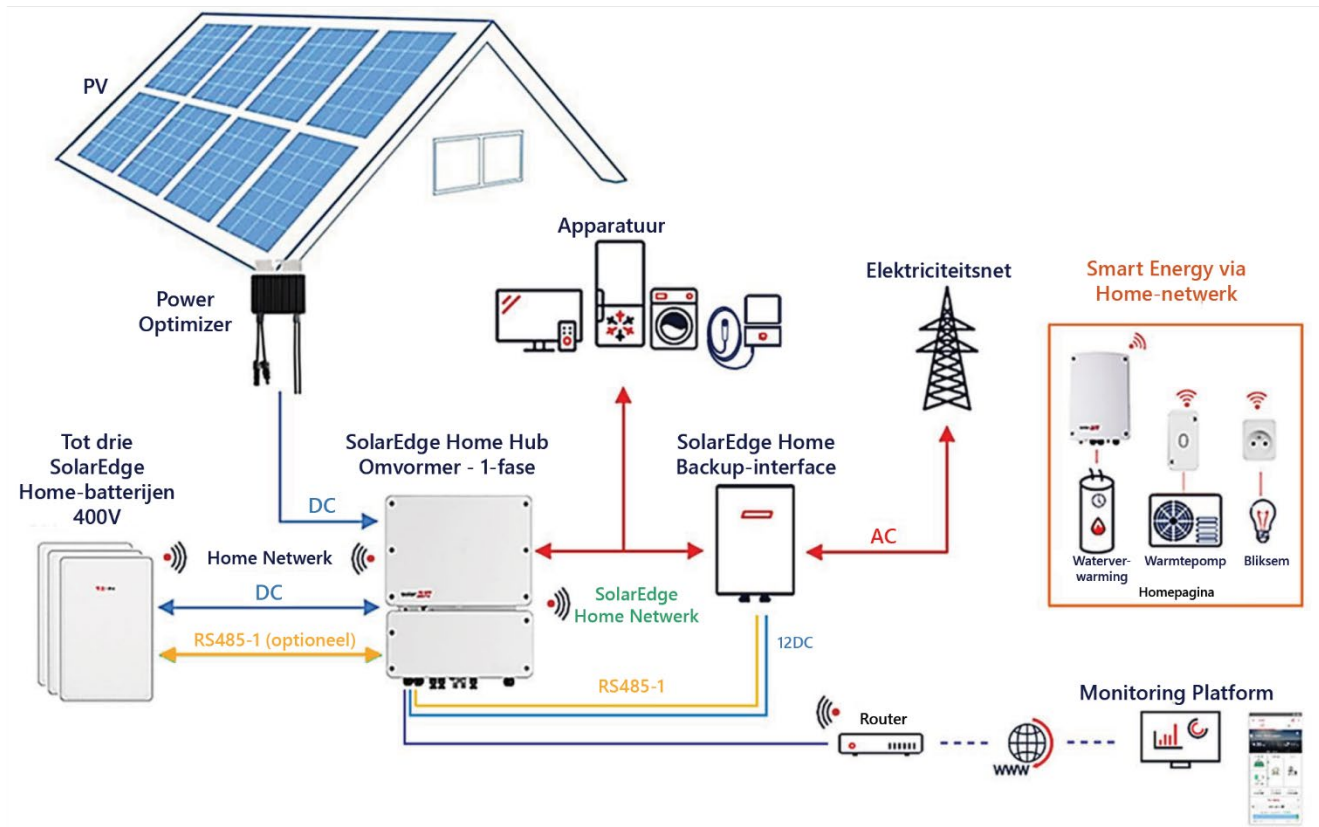 PV
Power
Optimizer
Apparatuur
Elektriciteitsnet
Smart Energy via
Home-netwerk
Tot drie
SolarEdge
Home-batterijen
400V
SolarEdge Home Hub
Omvormer - 1-fase
SolarEdge Home
Backup-interface
DC
AC
Home Netwerk
DC
SolarEdge
Home Netwerk
RS485-1 (optioneel)
12DC
RS485-1
Waterver-
warming
Warmtepomp
Bliksem
Homepagina
Router
WWW
Monitoring Platform